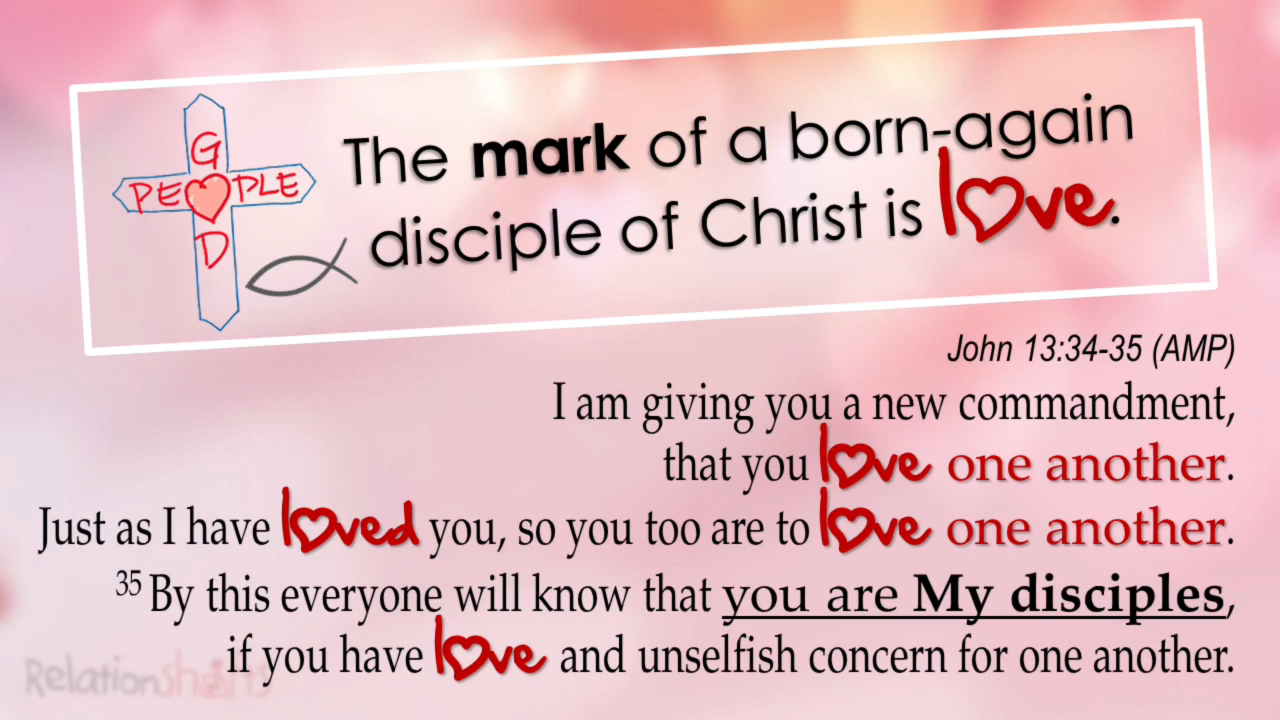 G
PEOPLE
D
The mark of a born-again
disciple of Christ is love.
John 13:34-35 (AMP)
I am giving you a new commandment,
that you love one another.
Just as I have loved you, so you too are to love one another.
35 By this everyone will know that you are My disciples,
if you have love and unselfish concern for one another.